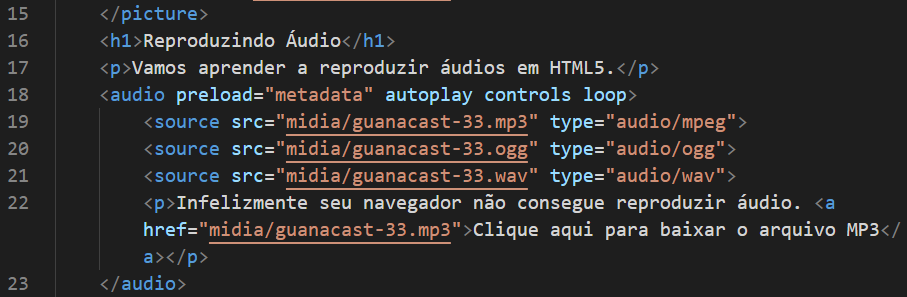 15 </picture>
16 <h1>Reproduzindo Áudio</h1>
17 <p>Vamos aprender a reproduzir áudios em HTML5.</p>
18 <audio preload="metadata" autoplay controls loop>
19 <source src="midia/guanacast-33.mp3" type="audio/mpeg">
20 <source src="midia/guanacast-33.ogg" type="audio/ogg">
21 <source src="midia/guanacast-33.wav" type="audio/wav">
22 <p>Infelizmente seu navegador não consegue reproduzir áudio. <a
href="midia/guanacast-33.mp3">Clique aqui para baixar o arquivo MP3</
a></p>
23 </audio>